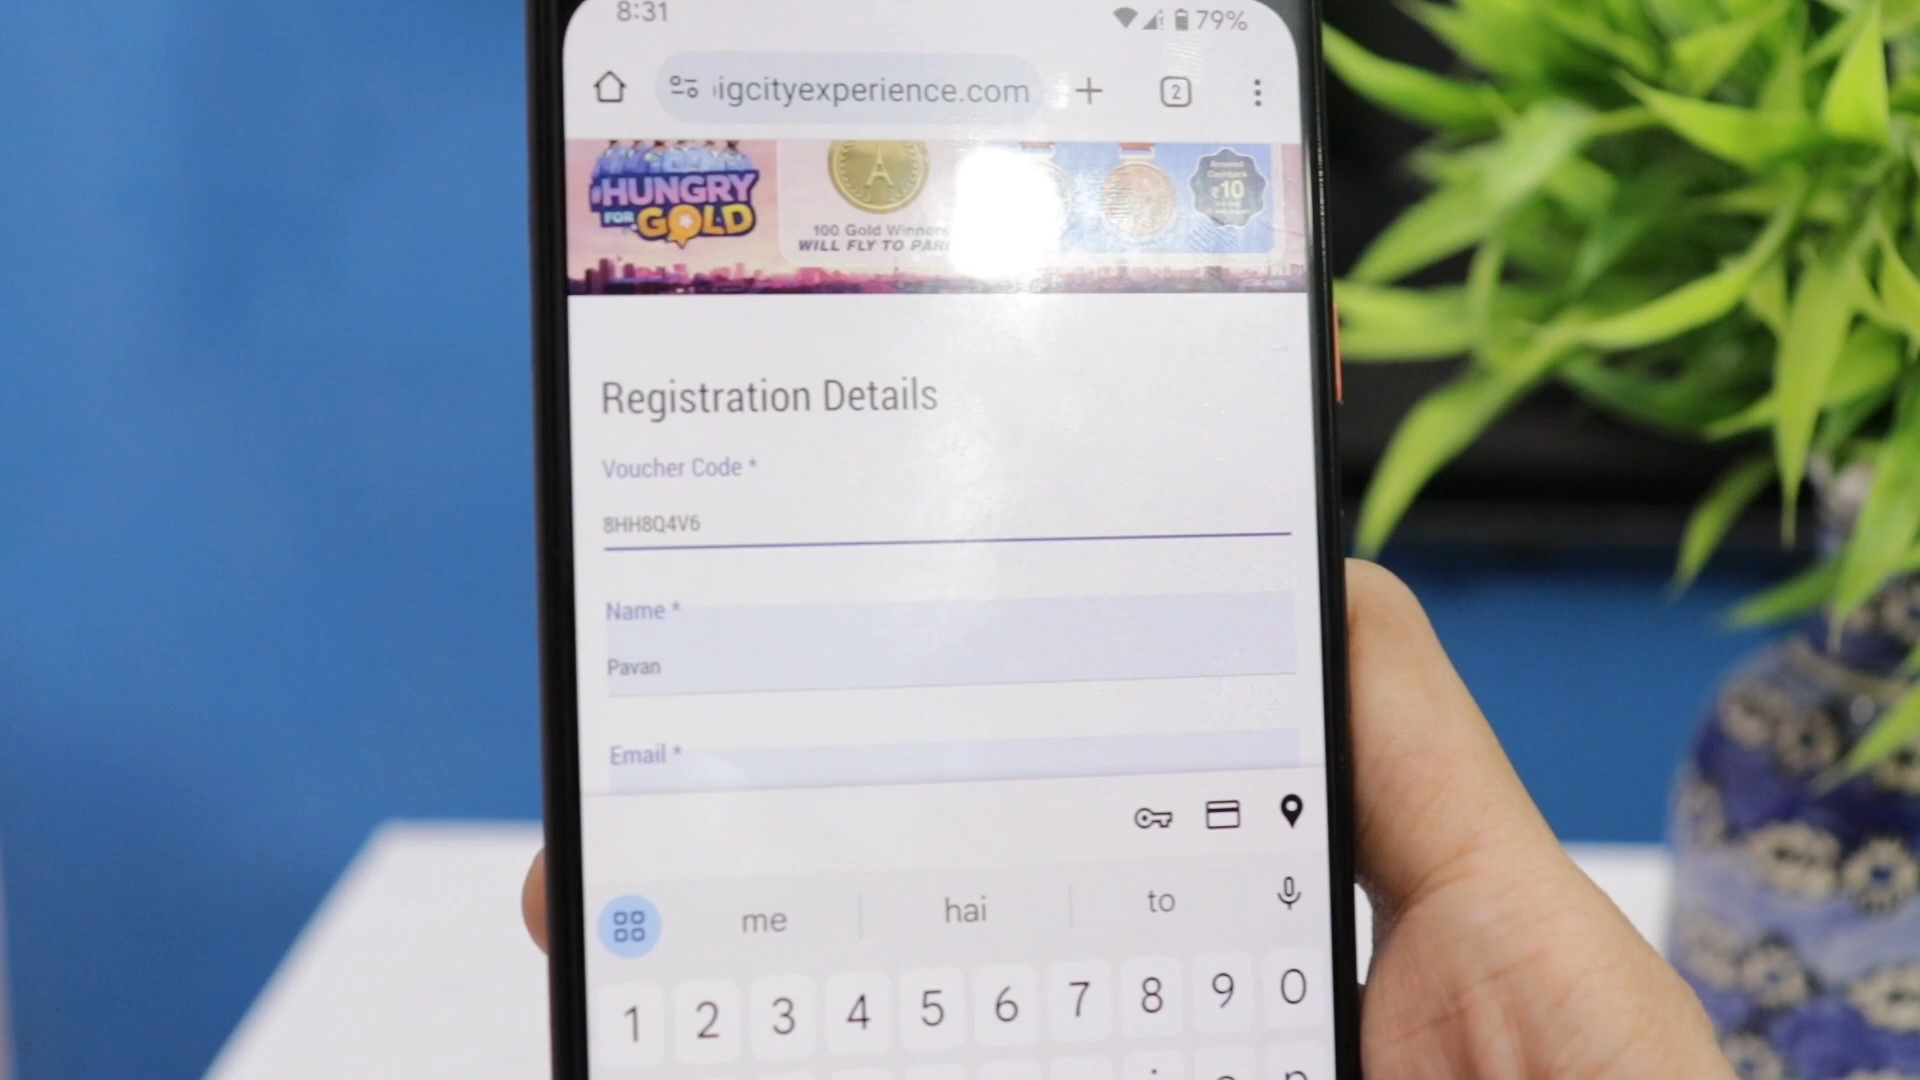 8:31
79%
igcityexperience.com
2
HUNGRY
FOR GOLD
100 Gold Winners
WILL FLY TO
Assured
Cashback
₹10
Registration Details
Voucher Code *
8HH8Q4V6
Name *
Pavan
Email *
me hai to
1 2 3 4 5 6 7 8 9 0